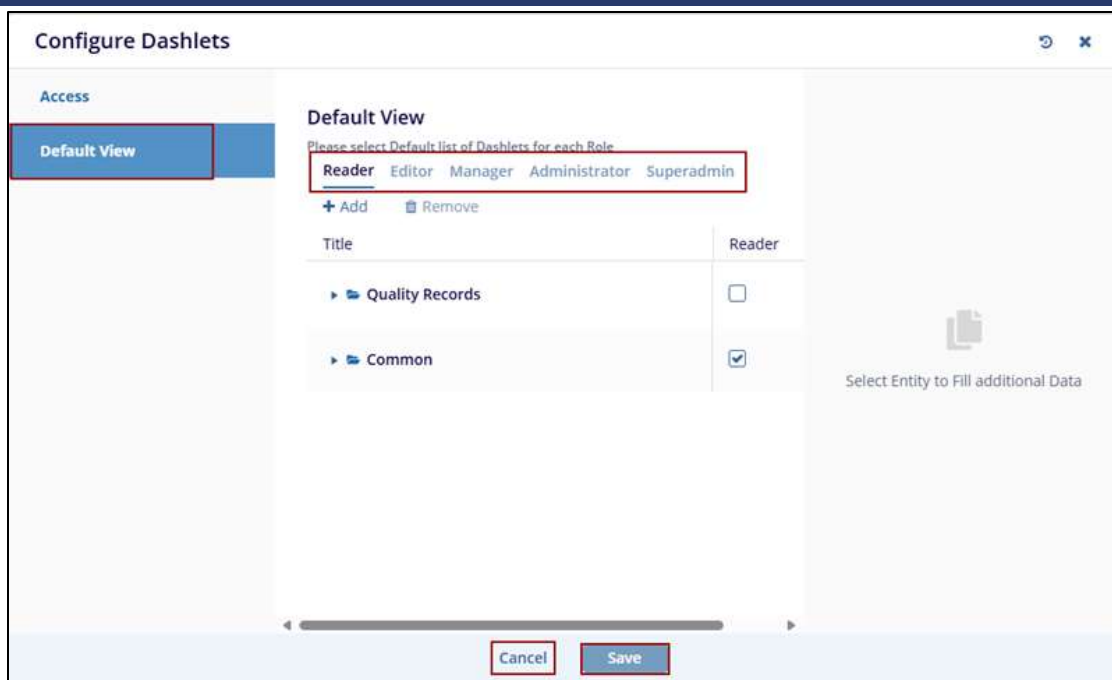 Configure Dashlets
Access
Default View
Default View
Please select Default list of Dashlets for each Role
Reader Editor Manager Administrator Superadmin
+ Add Remove
Title Reader
Quality Records
Common
Select Entity to Fill additional Data
Cancel Save